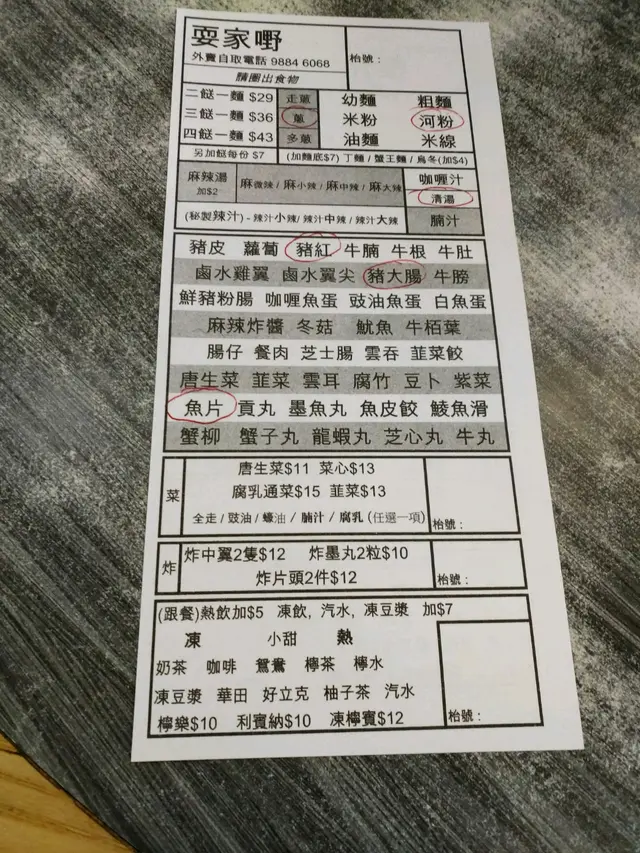 耍家嘢
外賣自取電話 9884 6068
枱號：
請圈出食物
二餸一麵 $29 走蔥 幼麵 粗麵
三餸一麵 $36 蔥 米粉 河粉
四餸一麵 $43 多蔥 油麵 米線
另加餸每份 $7 (加麵底$7) 丁麵 / 蟹王麵 / 烏冬(加$4)
麻辣湯 加$2 麻微辣 / 麻小辣 / 麻中辣 / 麻大辣 咖喱汁
清湯
(秘製辣汁) - 辣汁小辣/ 辣汁中辣 / 辣汁大辣 腩汁
豬皮 蘿蔔 豬紅 牛腩 牛根 牛肚
鹵水雞翼 鹵水翼尖 豬大腸 牛膀
鮮豬粉腸 咖喱魚蛋 豉油魚蛋 白魚蛋
麻辣炸醬 冬菇 魷魚 牛栢葉
腸仔 餐肉 芝士腸 雲吞 韮菜餃
唐生菜 韮菜 雲耳 腐竹 豆卜 紫菜
魚片 貢丸 墨魚丸 魚皮餃 鯪魚滑
蟹柳 蟹子丸 龍蝦丸 芝心丸 牛丸
菜
唐生菜$11 菜心$13
腐乳通菜$15 韮菜$13
全走 / 豉油 / 蠔油 / 腩汁 / 腐乳 (任選一項)
枱號：
炸
炸中翼2隻$12 炸墨丸2粒$10
炸片頭2件$12
枱號：
(跟餐)熱飲加$5 凍飲, 汽水, 凍豆漿 加$7
凍 小甜 熱
奶茶 咖啡 鴛鴦 檸茶 檸水
凍豆漿 華田 好立克 柚子茶 汽水
檸樂$10 利賓納$10 凍檸賓$12
枱號：